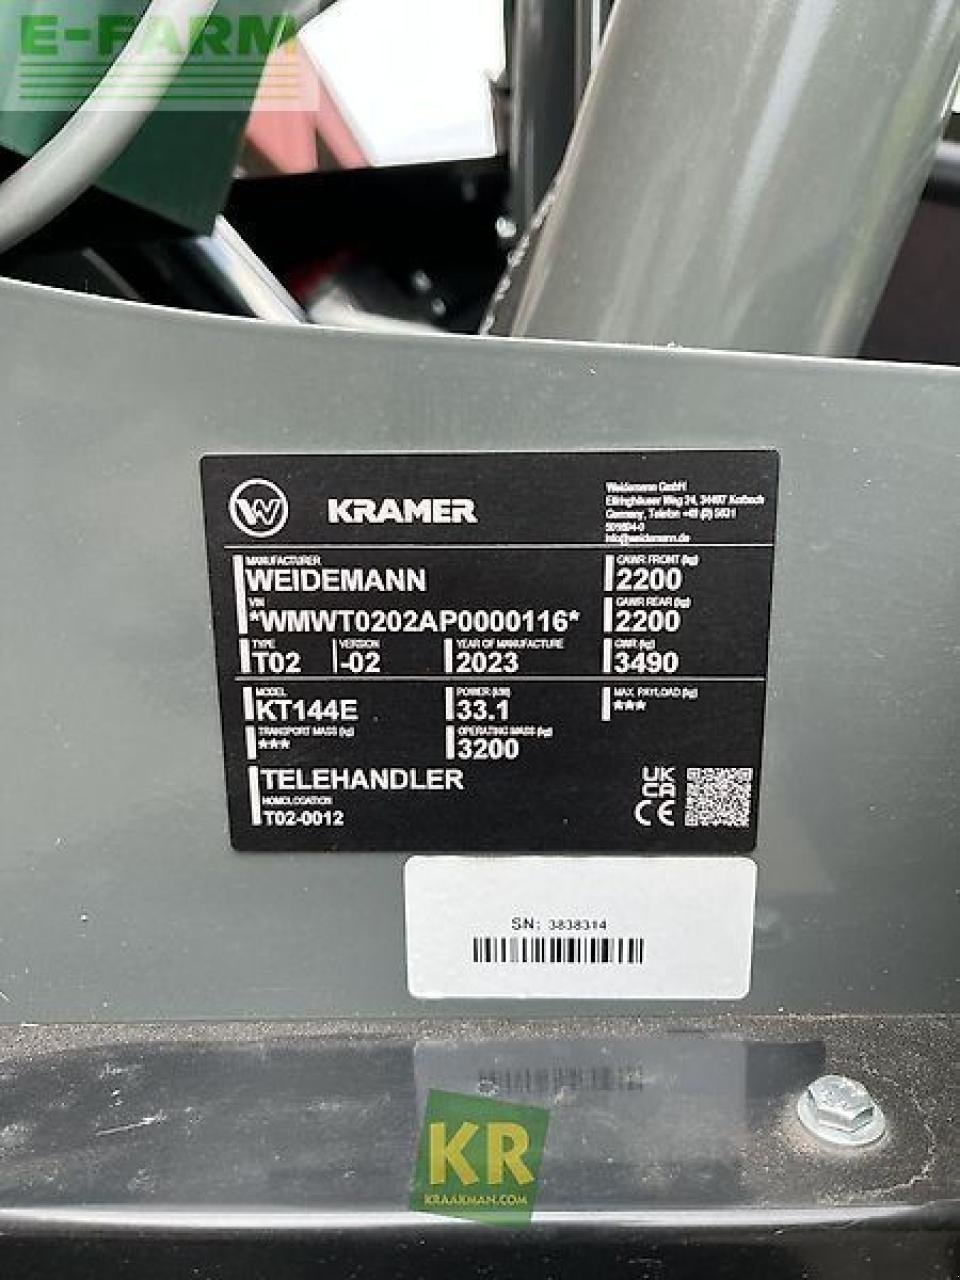 E-FARM
KRAMER
Weidemann GmbH
Elfringhäuser Weg 24, 34497 Korbach
Germany, Telefon +49 (0) 5631
501694-0
info@weidemann.de
MANUFACTURER
WEIDEMANN
GAWR FRONT (kg)
2200
VIN
*WMWT0202AP0000116*
GAWR REAR (kg)
2200
TYPE
T02
VERSION
-02
YEAR OF MANUFACTURE
2023
GWR (kg)
3490
MODEL
KT144E
POWER (kW)
33.1
MAX. PAYLOAD (kg)
***
TRANSPORT MASS (kg)
***
OPERATING MASS (kg)
3200
TELEHANDLER
HOMOLOGATION
T02-0012
UK
CA
CE
SN: 3838314
KR
KRAAKMAN.COM